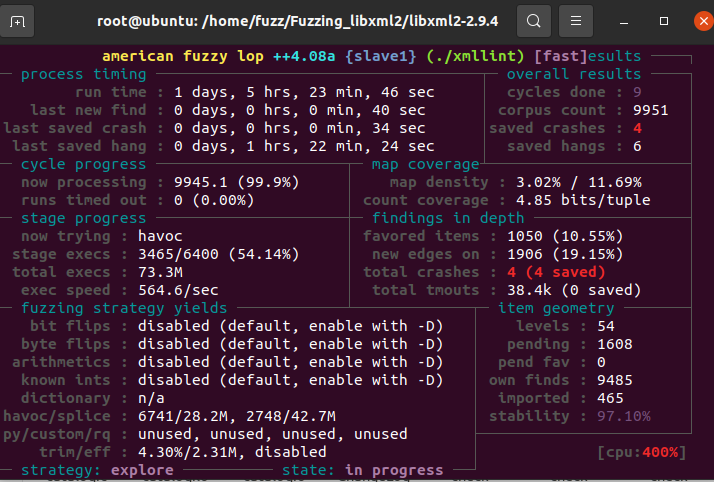 root@ubuntu: /home/fuzz/Fuzzing_libxml2/libxml2-2.9.4
american fuzzy lop ++4.08a {slave1} (./xmllint) [fast]esults
process timing overall results
run time : 1 days, 5 hrs, 23 min, 46 sec cycles done : 9
last new find : 0 days, 0 hrs, 0 min, 40 sec corpus count : 9951
last saved crash : 0 days, 0 hrs, 0 min, 34 sec saved crashes : 4
last saved hang : 0 days, 1 hrs, 22 min, 24 sec saved hangs : 6
cycle progress map coverage
now processing : 9945.1 (99.9%) map density : 3.02% / 11.69%
runs timed out : 0 (0.00%) count coverage : 4.85 bits/tuple
stage progress findings in depth
now trying : havoc favored items : 1050 (10.55%)
stage execs : 3465/6400 (54.14%) new edges on : 1906 (19.15%)
total execs : 73.3M total crashes : 4 (4 saved)
exec speed : 564.6/sec total tmouts : 38.4k (0 saved)
fuzzing strategy yields item geometry
bit flips : disabled (default, enable with -D) levels : 54
byte flips : disabled (default, enable with -D) pending : 1608
arithmetics : disabled (default, enable with -D) pend fav : 0
known ints : disabled (default, enable with -D) own finds : 9485
dictionary : n/a imported : 465
havoc/splice : 6741/28.2M, 2748/42.7M stability : 97.10%
py/custom/rq : unused, unused, unused, unused
trim/eff : 4.30%/2.31M, disabled [cpu:400%]
strategy: explore state: in progress